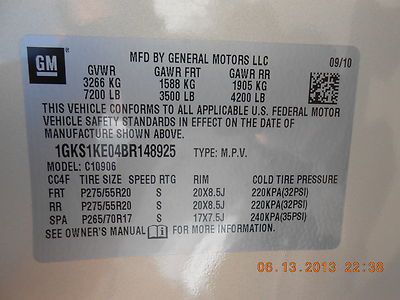 GM
MFD BY GENERAL MOTORS LLC 09/10
GVWR GAWR FRT GAWR RR
3266 KG 1588 KG 1905 KG
7200 LB 3500 LB 4200 LB
THIS VEHICLE CONFORMS TO ALL APPLICABLE U.S. FEDERAL MOTOR
VEHICLE SAFETY STANDARDS IN EFFECT ON THE DATE OF
MANUFACTURE SHOWN ABOVE.
1GKS1KE04BR148925 TYPE: M.P.V.
MODEL: C10906
CC4F TIRE SIZE SPEED RTG RIM COLD TIRE PRESSURE
FRT P275/55R20 S 20X8.5J 220KPA(32PSI)
RR P275/55R20 S 20X8.5J 220KPA(32PSI)
SPA P265/70R17 S 17X7.5J 240KPA(35PSI)
SEE OWNER'S MANUAL FOR MORE INFORMATION.
06.13.2013 22:38